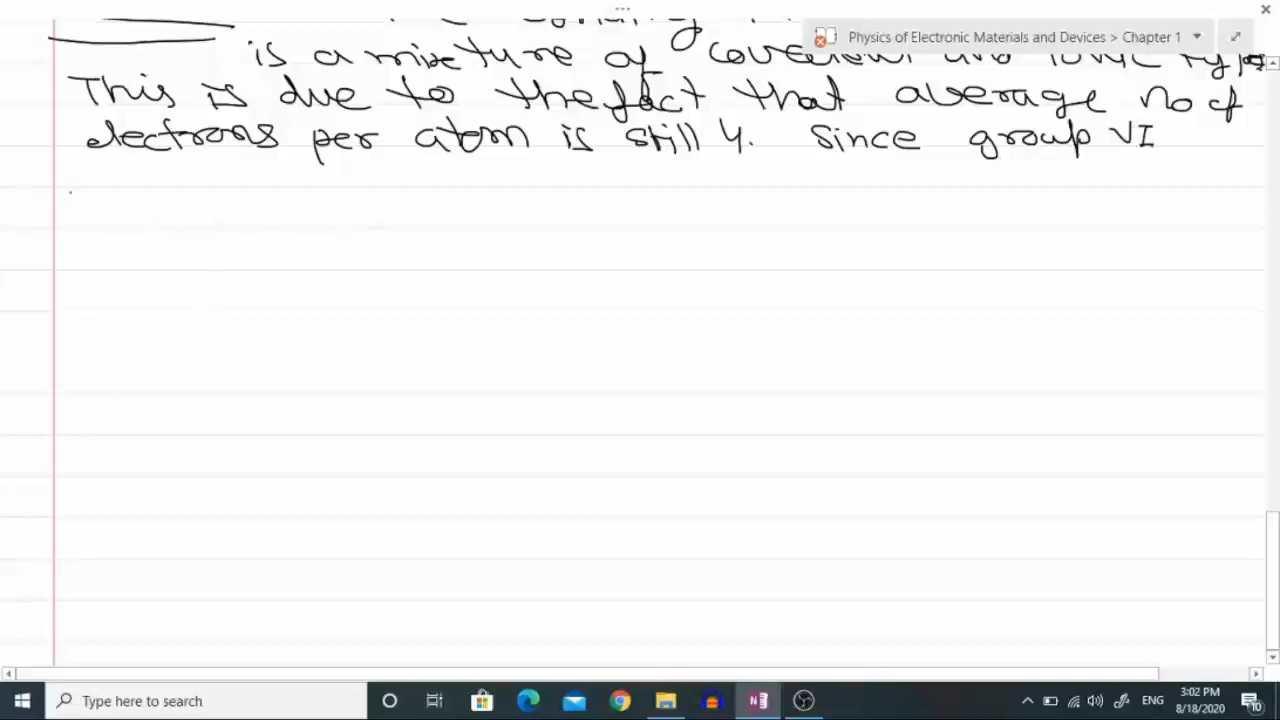 Physics of Electronic Materials and Devices > Chapter 1
is a mixture of covalent and ionic type
This is due to the fact that average no of
electrons per atom is still 4. Since group VI
Type here to search
ENG
3:02 PM
8/18/2020
10